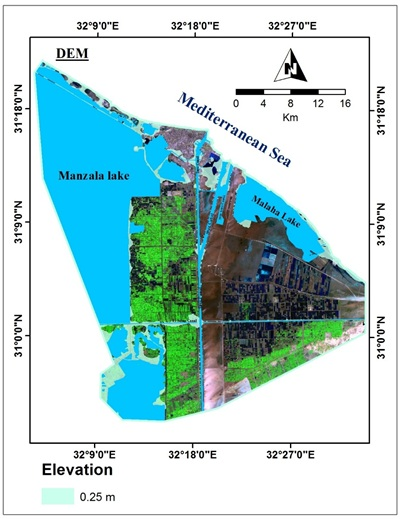 32°9'0"E 32°18'0"E 32°27'0"E
DEM
N
0 4 8 12 16
Km
31°18'0"N 31°18'0"N
Mediterranean Sea
Manzala lake
Malaha Lake
31°9'0"N 31°9'0"N
31°0'0"N 31°0'0"N
32°9'0"E 32°18'0"E 32°27'0"E
Elevation
0.25 m